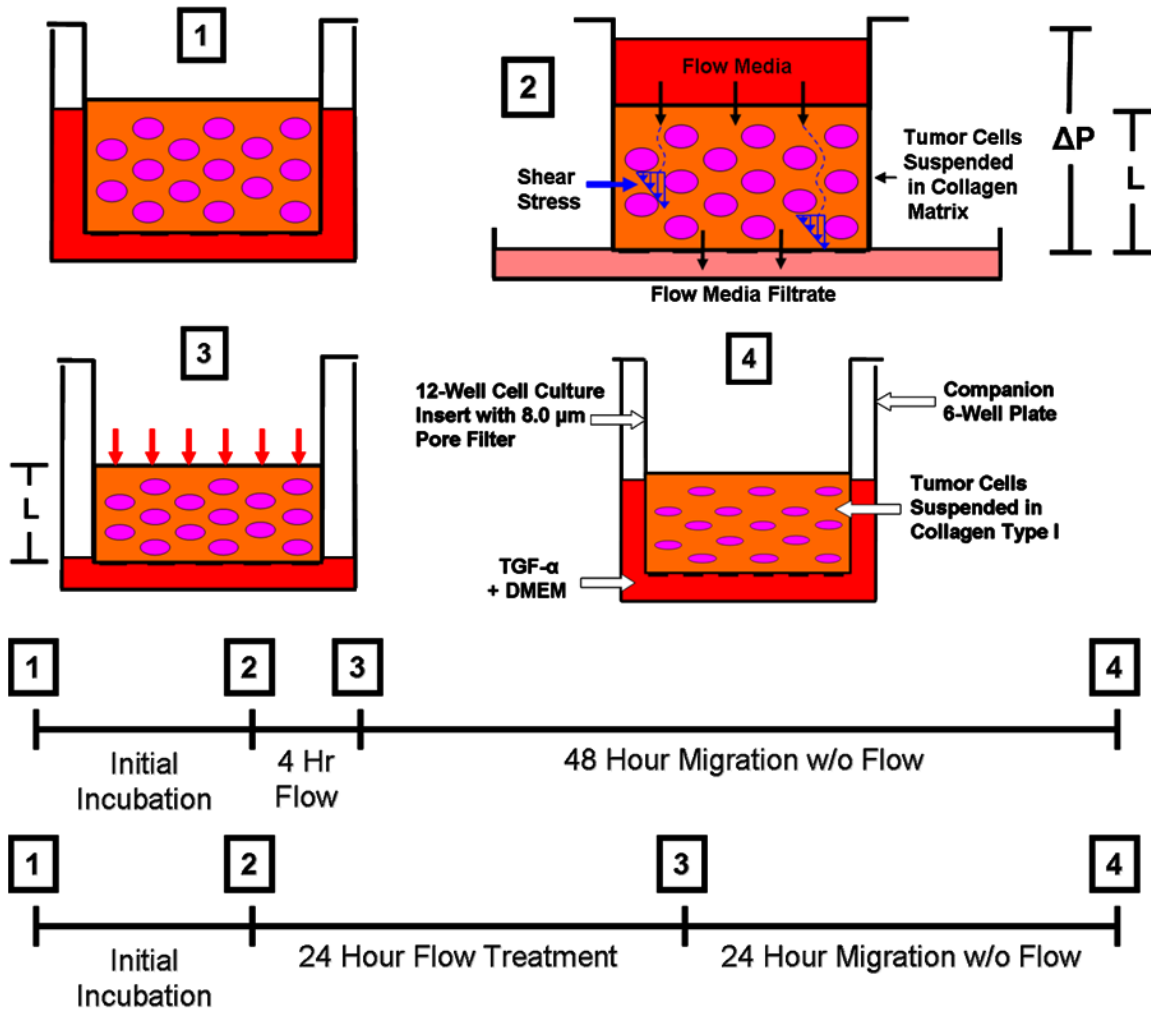 1
2
Flow Media
Shear
Stress
Tumor Cells
Suspended
in Collagen
Matrix
ΔP
L
Flow Media Filtrate
3
L
4
12-Well Cell Culture
Insert with 8.0 µm
Pore Filter
Companion
6-Well Plate
Tumor Cells
Suspended in
Collagen Type I
TGF-α
+ DMEM
1 2 3 4
Initial
Incubation
4 Hr
Flow
48 Hour Migration w/o Flow
1 2 3 4
Initial
Incubation
24 Hour Flow Treatment
24 Hour Migration w/o Flow